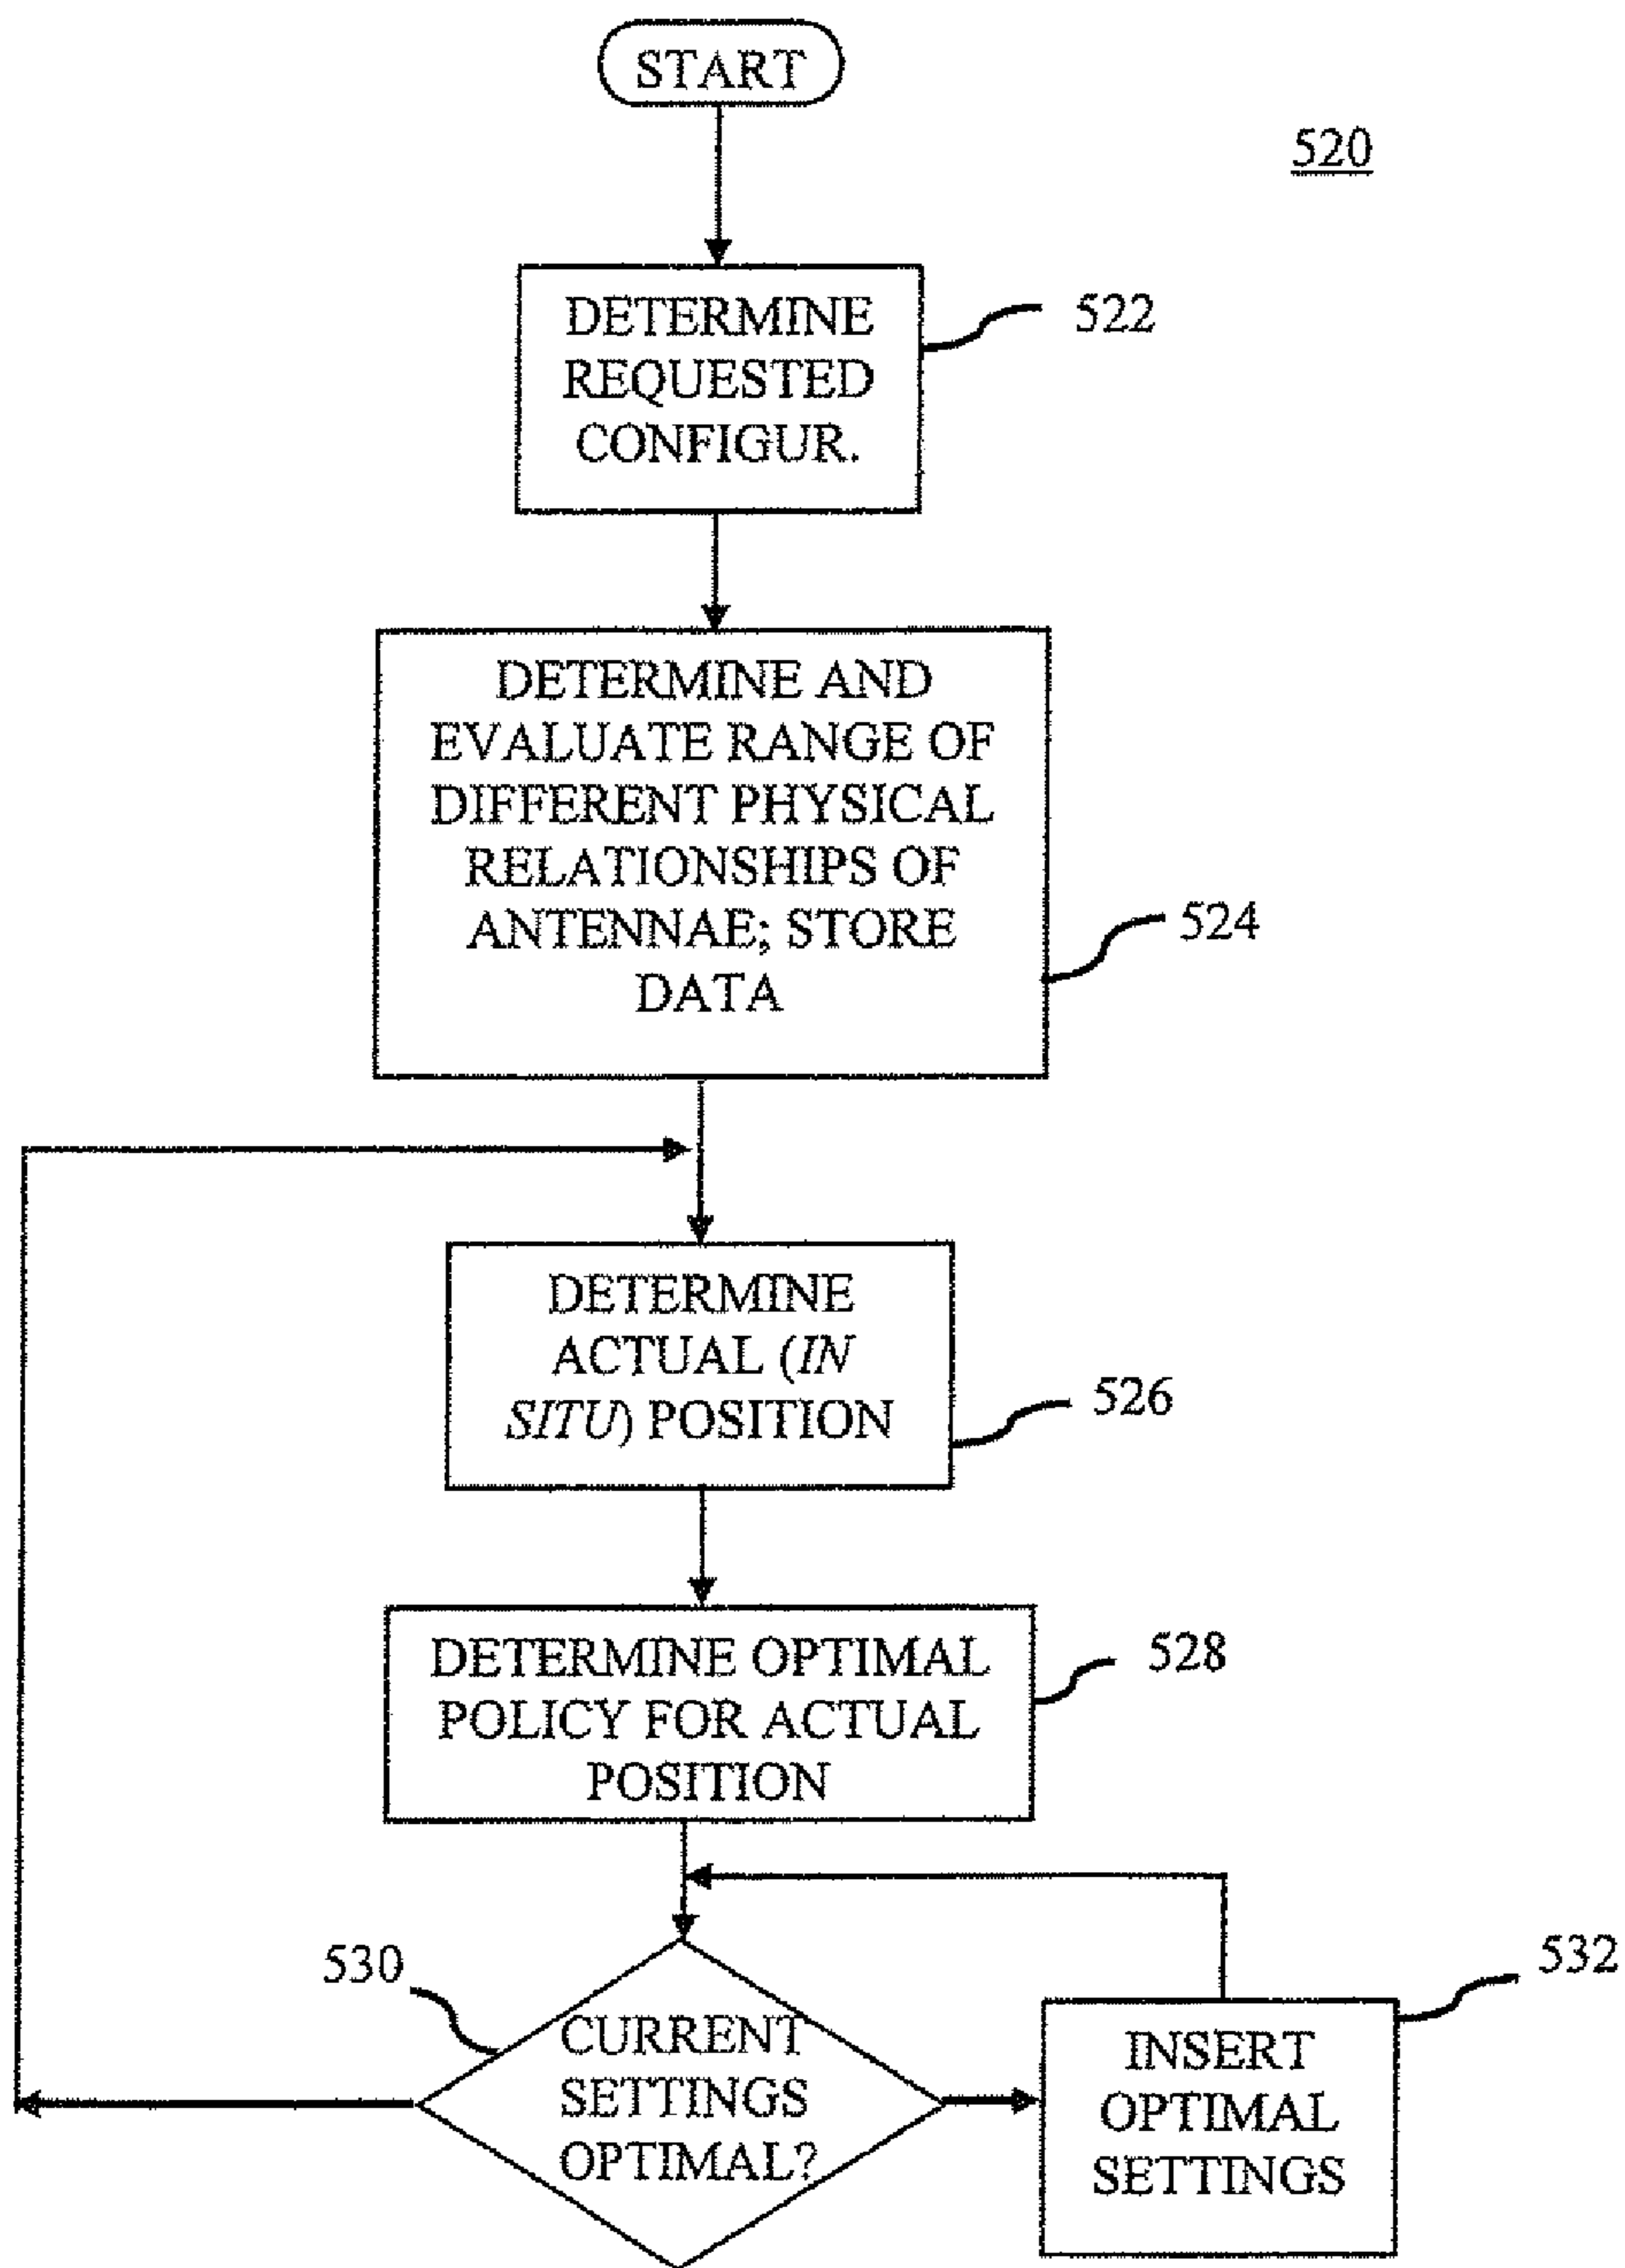 START
520
DETERMINE
REQUESTED
CONFIGUR.
522
DETERMINE AND
EVALUATE RANGE OF
DIFFERENT PHYSICAL
RELATIONSHIPS OF
ANTENNAE; STORE
DATA
524
DETERMINE
ACTUAL (IN
SITU) POSITION
526
DETERMINE OPTIMAL
POLICY FOR ACTUAL
POSITION
528
530
CURRENT
SETTINGS
OPTIMAL?
532
INSERT
OPTIMAL
SETTINGS